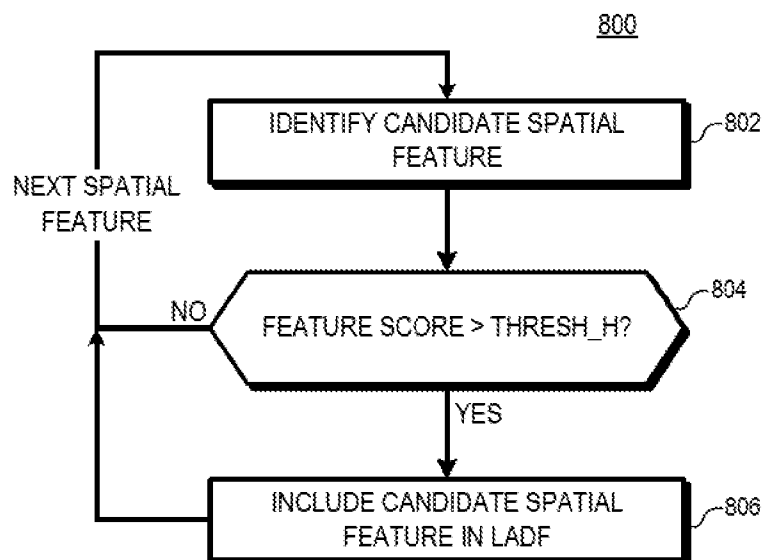 800
IDENTIFY CANDIDATE SPATIAL
FEATURE
802
NEXT SPATIAL
FEATURE
804
NO
FEATURE SCORE > THRESH_H?
YES
INCLUDE CANDIDATE SPATIAL
FEATURE IN LADF
806